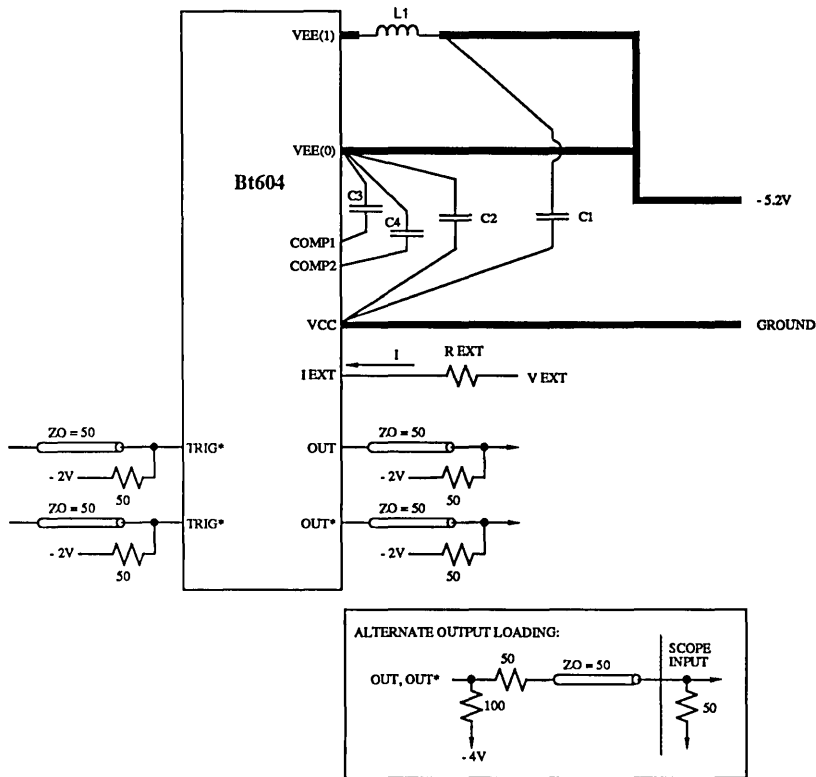 L1
VEE(1)
VEE(0)
Bt604
- 5.2V
C3
C4
C2
C1
COMP1
COMP2
VCC
GROUND
I
R EXT
I EXT
V EXT
ZO = 50
TRIG*
OUT
ZO = 50
- 2V
50
- 2V
50
ZO = 50
TRIG*
OUT*
ZO = 50
- 2V
50
- 2V
50
ALTERNATE OUTPUT LOADING:
SCOPE
INPUT
50
ZO = 50
OUT, OUT*
100
50
- 4V